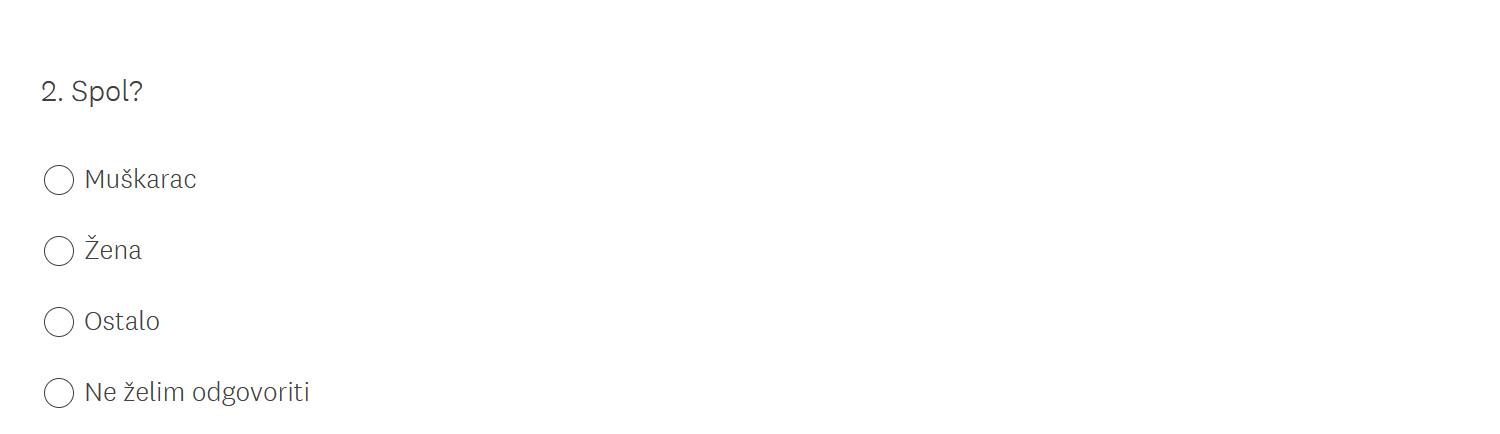 2. Spol?
Muškarac
Žena
Ostalo
Ne želim odgovoriti